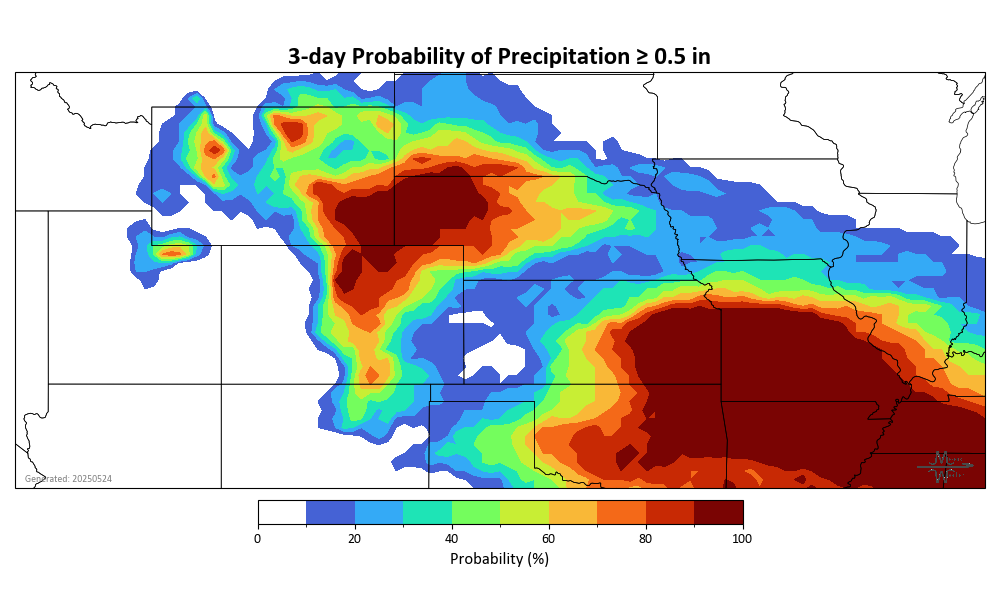 3-day Probability of Precipitation ≥ 0.5 in
Generated: 20250524
0 20 40 60 80 100
Probability (%)